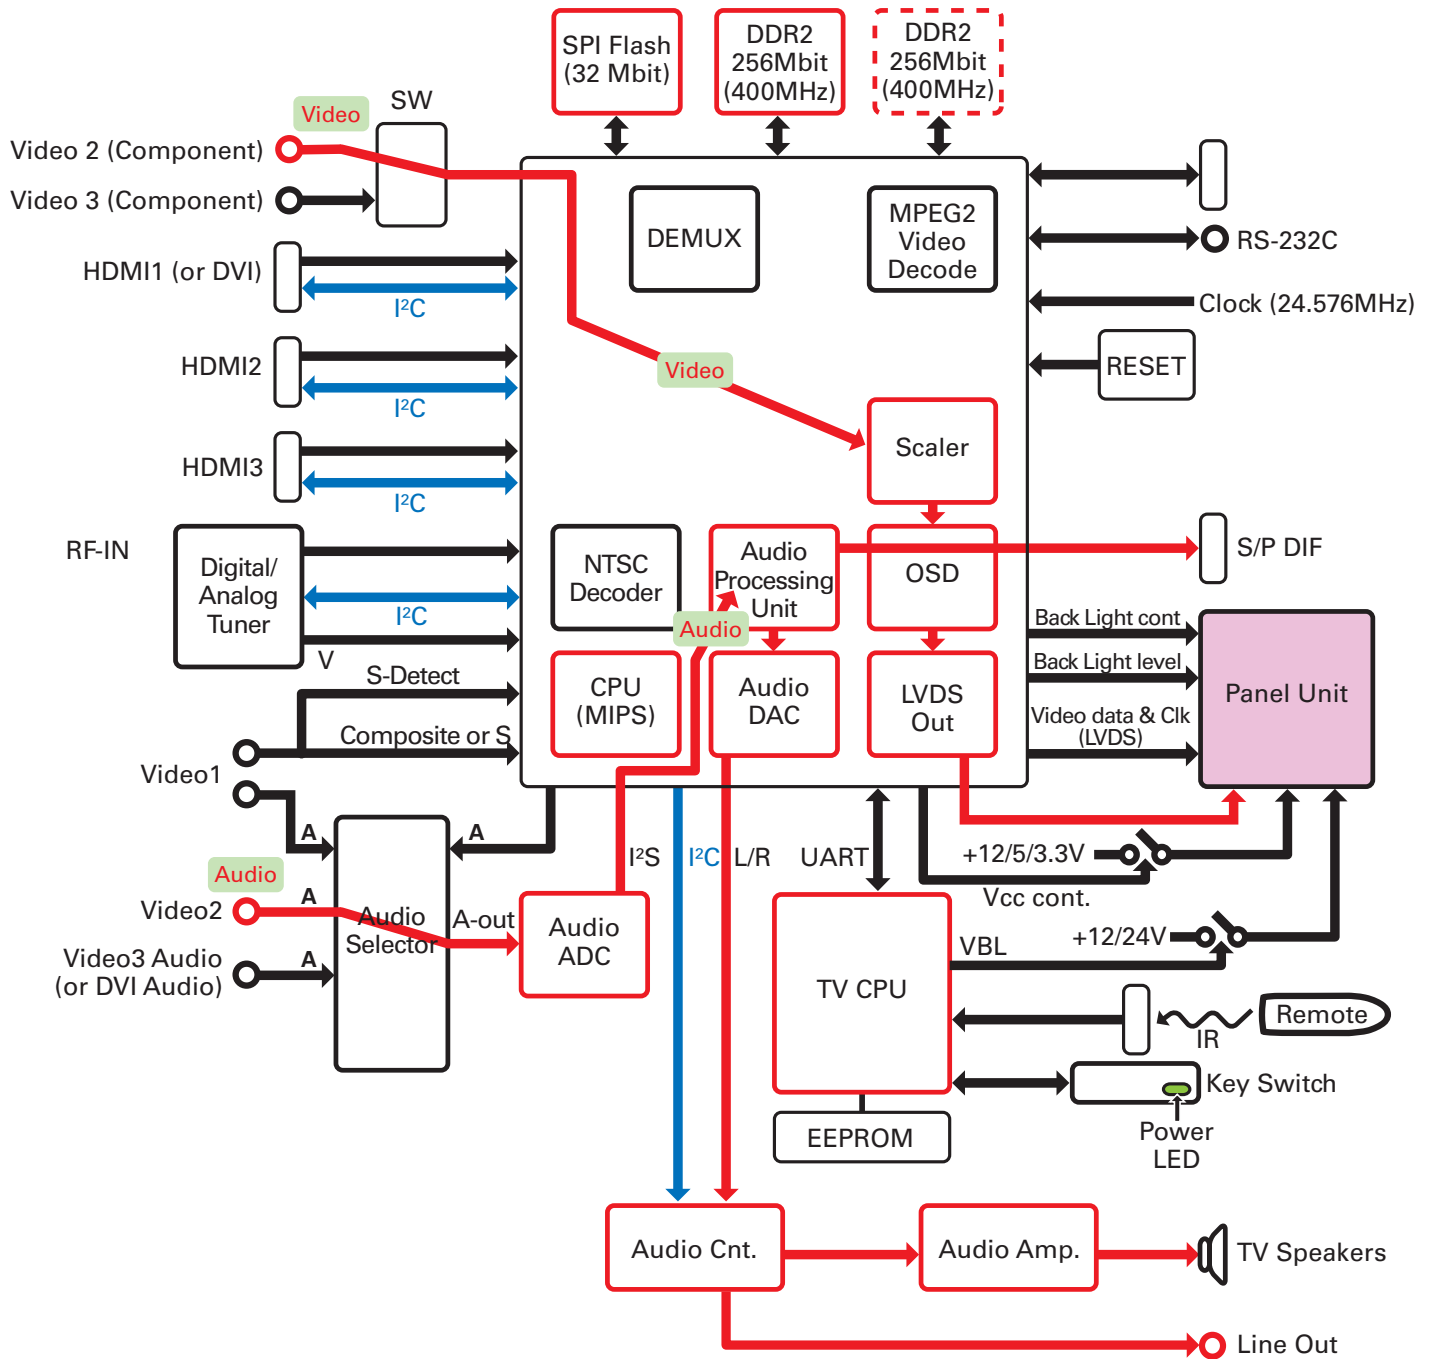 SPI Flash
(32 Mbit)
DDR2
256Mbit
(400MHz)
DDR2
256Mbit
(400MHz)
SW
Video
Video 2 (Component)
Video 3 (Component)
DEMUX
MPEG2
Video
Decode
RS-232C
HDMI1 (or DVI)
I²C
Clock (24.576MHz)
HDMI2
I²C
Video
RESET
HDMI3
I²C
Scaler
RF-IN
Digital/
Analog
Tuner
I²C
V
NTSC
Decoder
Audio
Processing
Unit
OSD
S/P DIF
Audio
Back Light cont
Back Light level
Video data & Clk
(LVDS)
Panel Unit
S-Detect
Composite or S
CPU
(MIPS)
Audio
DAC
LVDS
Out
Video1
A
A
I²S
I²C
L/R
UART
+12/5/3.3V
Vcc cont.
Audio
Video2
A
Audio
Selector
A-out
Audio
ADC
+12/24V
VBL
Video3 Audio
(or DVI Audio)
A
TV CPU
IR
Remote
Key Switch
Power
LED
EEPROM
Audio Cnt.
Audio Amp.
TV Speakers
Line Out